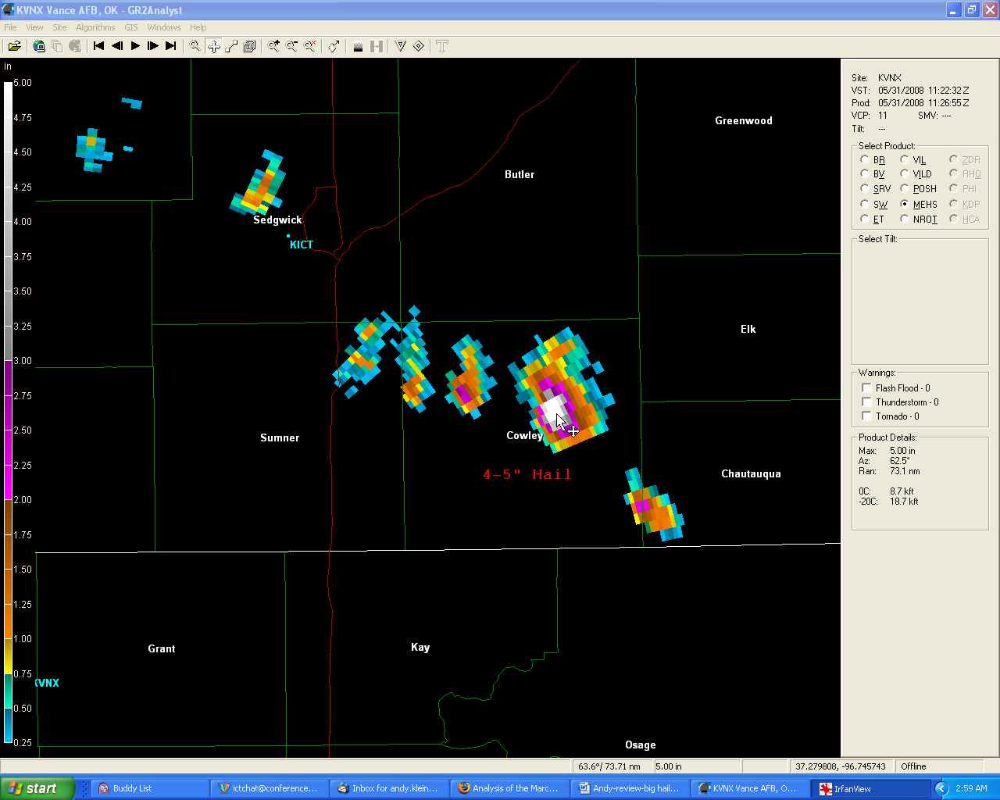 KVNX Vance AFB, OK - GR2Analyst
File View Site Algorithms GIS Windows Help
in
5.00
4.75
4.50
4.25
4.00
3.75
3.50
3.25
3.00
2.75
2.50
2.25
2.00
1.75
1.50
1.25
1.00
0.75
0.50
0.25
Greenwood
Butler
Sedgwick
KICT
Elk
Sumner
Cowley
4-5" Hail
Chautauqua
Grant
Kay
KVNX
Osage
Site: KVNX
VST: 05/31/2008 11:22:32 Z
Prod: 05/31/2008 11:26:55 Z
VCP: 11 SMV: ----
Tilt: ---
Select Product:
BR VIL ZDR
BV VILD RHO
SRV POSH PHI
SW MEHS KDP
ET NROT HCA
Select Tilt:
Warnings:
Flash Flood - 0
Thunderstorm - 0
Tornado - 0
Product Details:
Max: 5.00 in
Az: 62.5°
Ran: 73.1 nm
0C: 8.7 kft
-20C: 18.7 kft
63.6°/ 73.71 nm 5.00 in 37.279808, -96.745743 Offline
start Buddy List ictchat@conference... Inbox for andy.klein... Analysis of the Marc... Andy-review-big hail... KVNX Vance AFB, O... IrfanView 2:59 AM